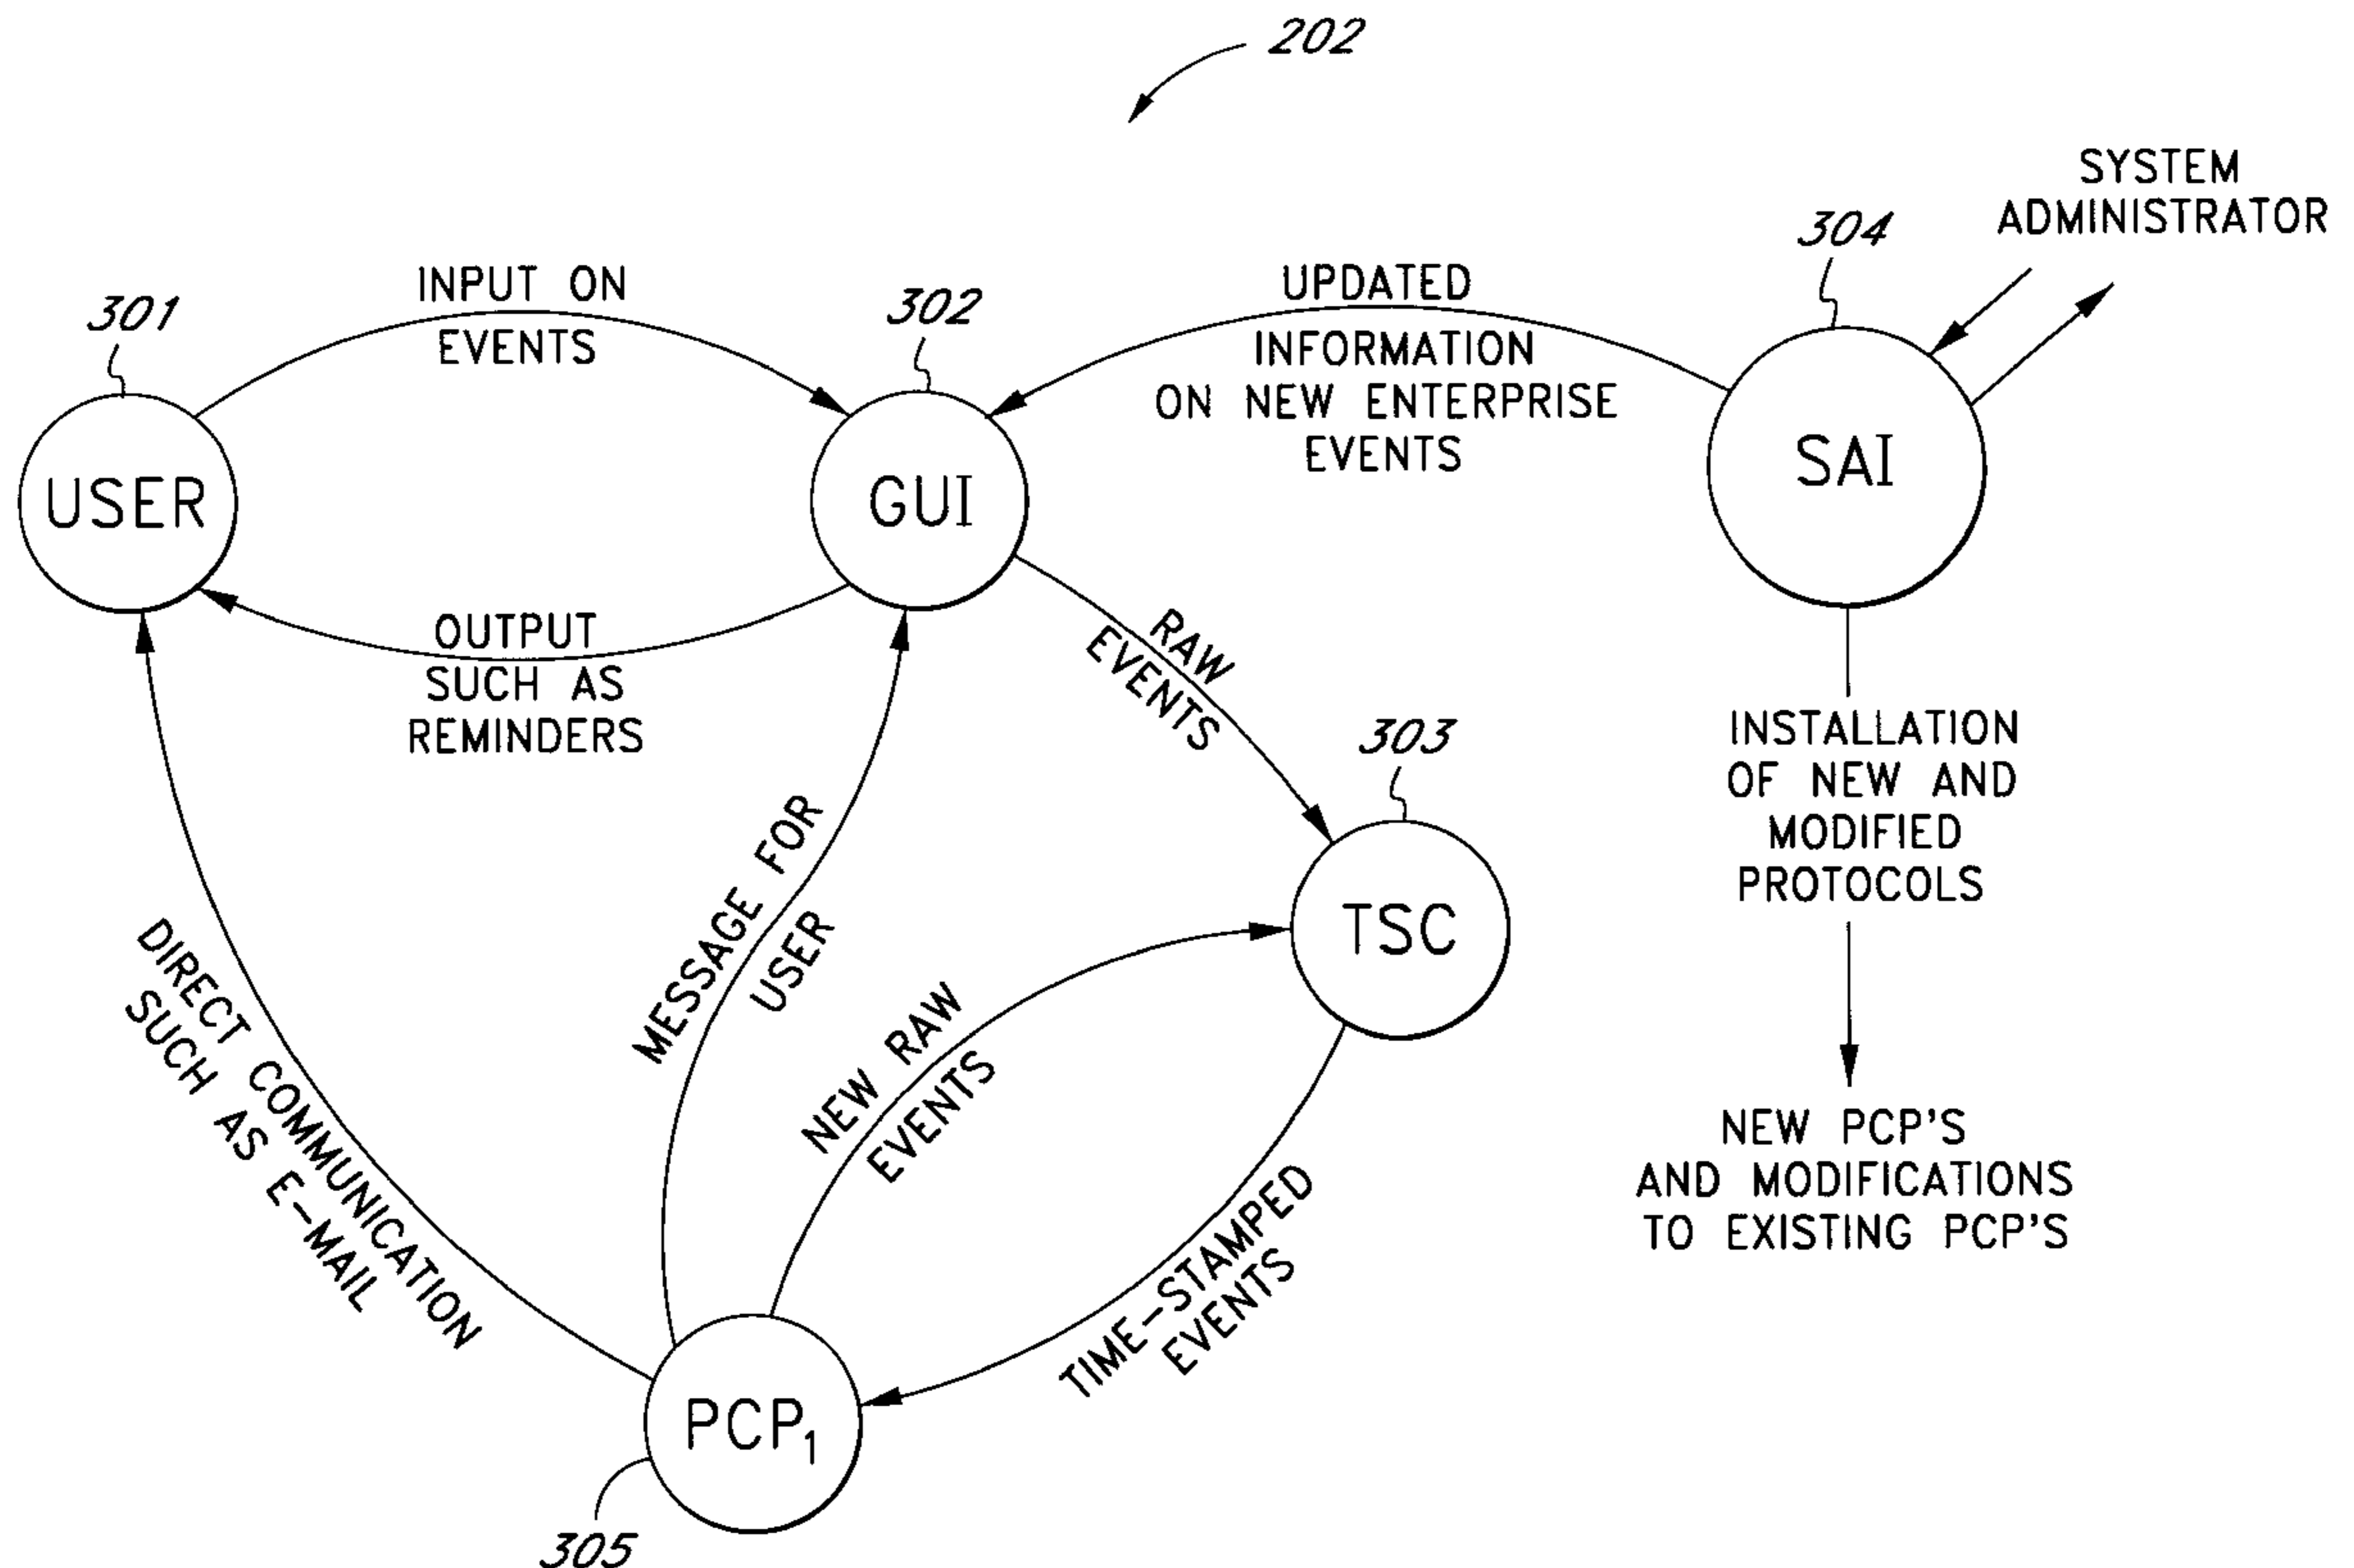 202
SYSTEM
ADMINISTRATOR
304
301
INPUT ON
EVENTS
302
UPDATED
INFORMATION
ON NEW ENTERPRISE
EVENTS
USER
GUI
SAI
OUTPUT
SUCH AS
REMINDERS
RAW
EVENTS
303
INSTALLATION
OF NEW AND
MODIFIED
PROTOCOLS
MESSAGE FOR
USER
TSC
DIRECT COMMUNICATION
SUCH AS E-MAIL
NEW RAW
EVENTS
TIME-STAMPED
EVENTS
NEW PCP'S
AND MODIFICATIONS
TO EXISTING PCP'S
PCP₁
305